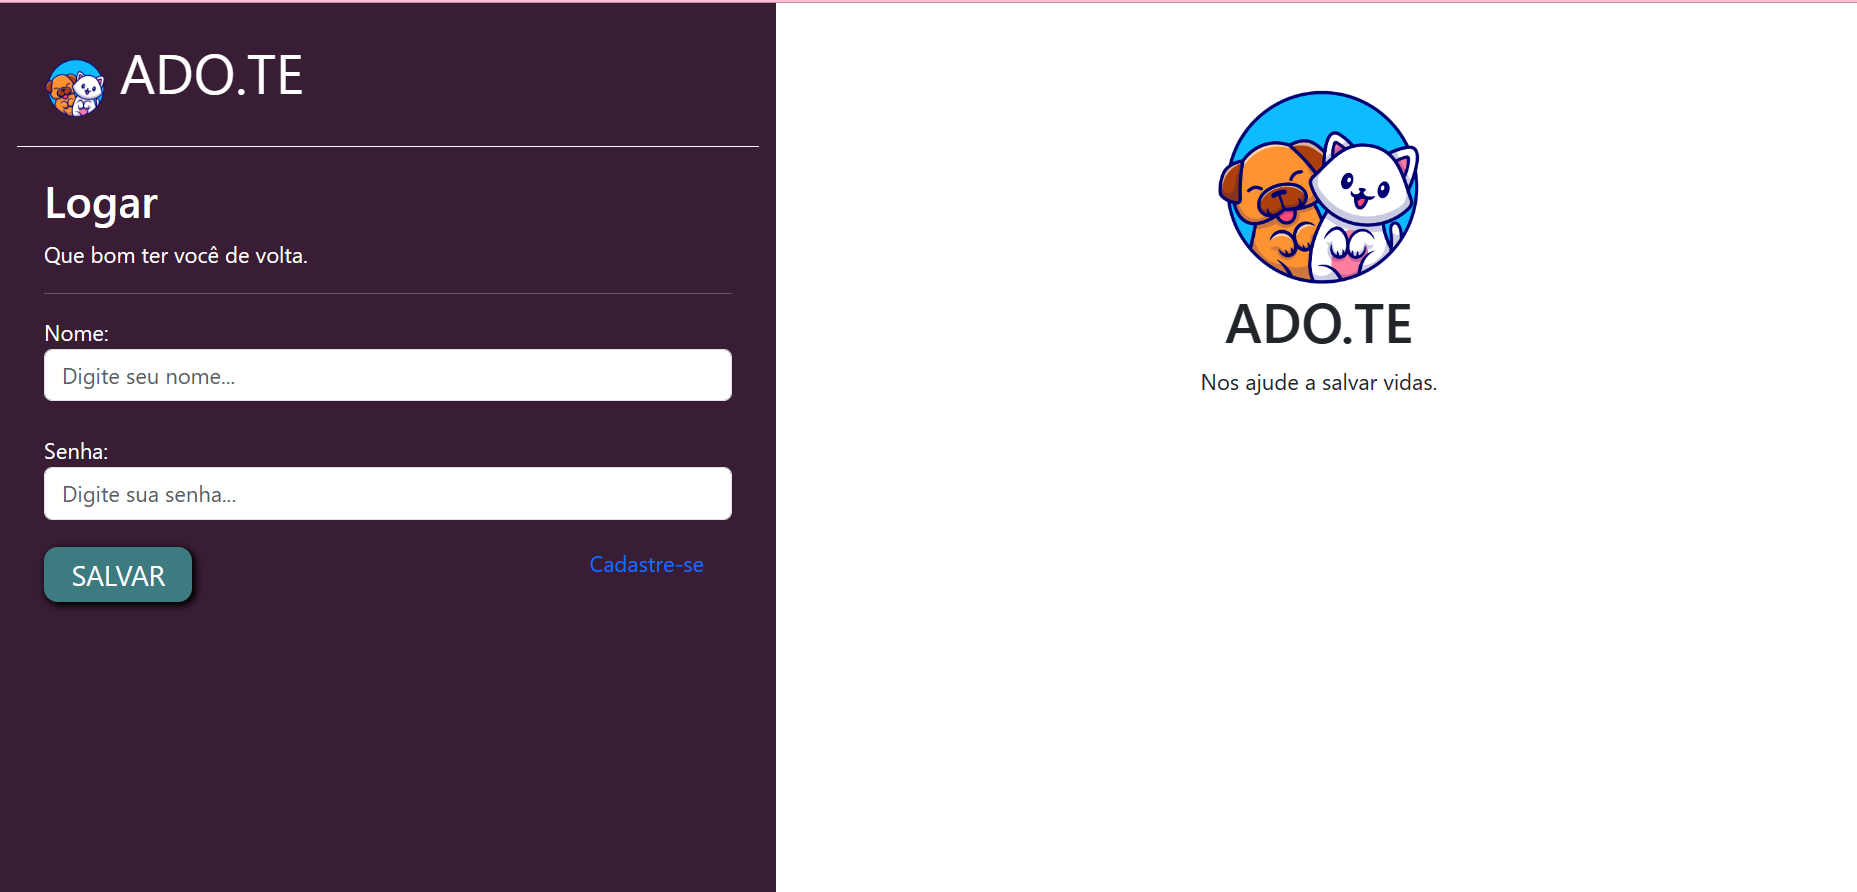 ADO.TE
Logar
Que bom ter você de volta.
Nome:
Digite seu nome...
Senha:
Digite sua senha...
SALVAR
Cadastre-se
ADO.TE
Nos ajude a salvar vidas.